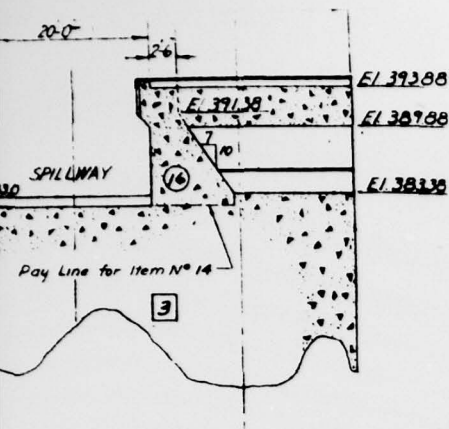 20'-0"
2'-6
El. 393.88
El. 391.38
El. 389.88
7
10
SPILLWAY
16
El. 383.38
Pay Line for Item Nº 14
3